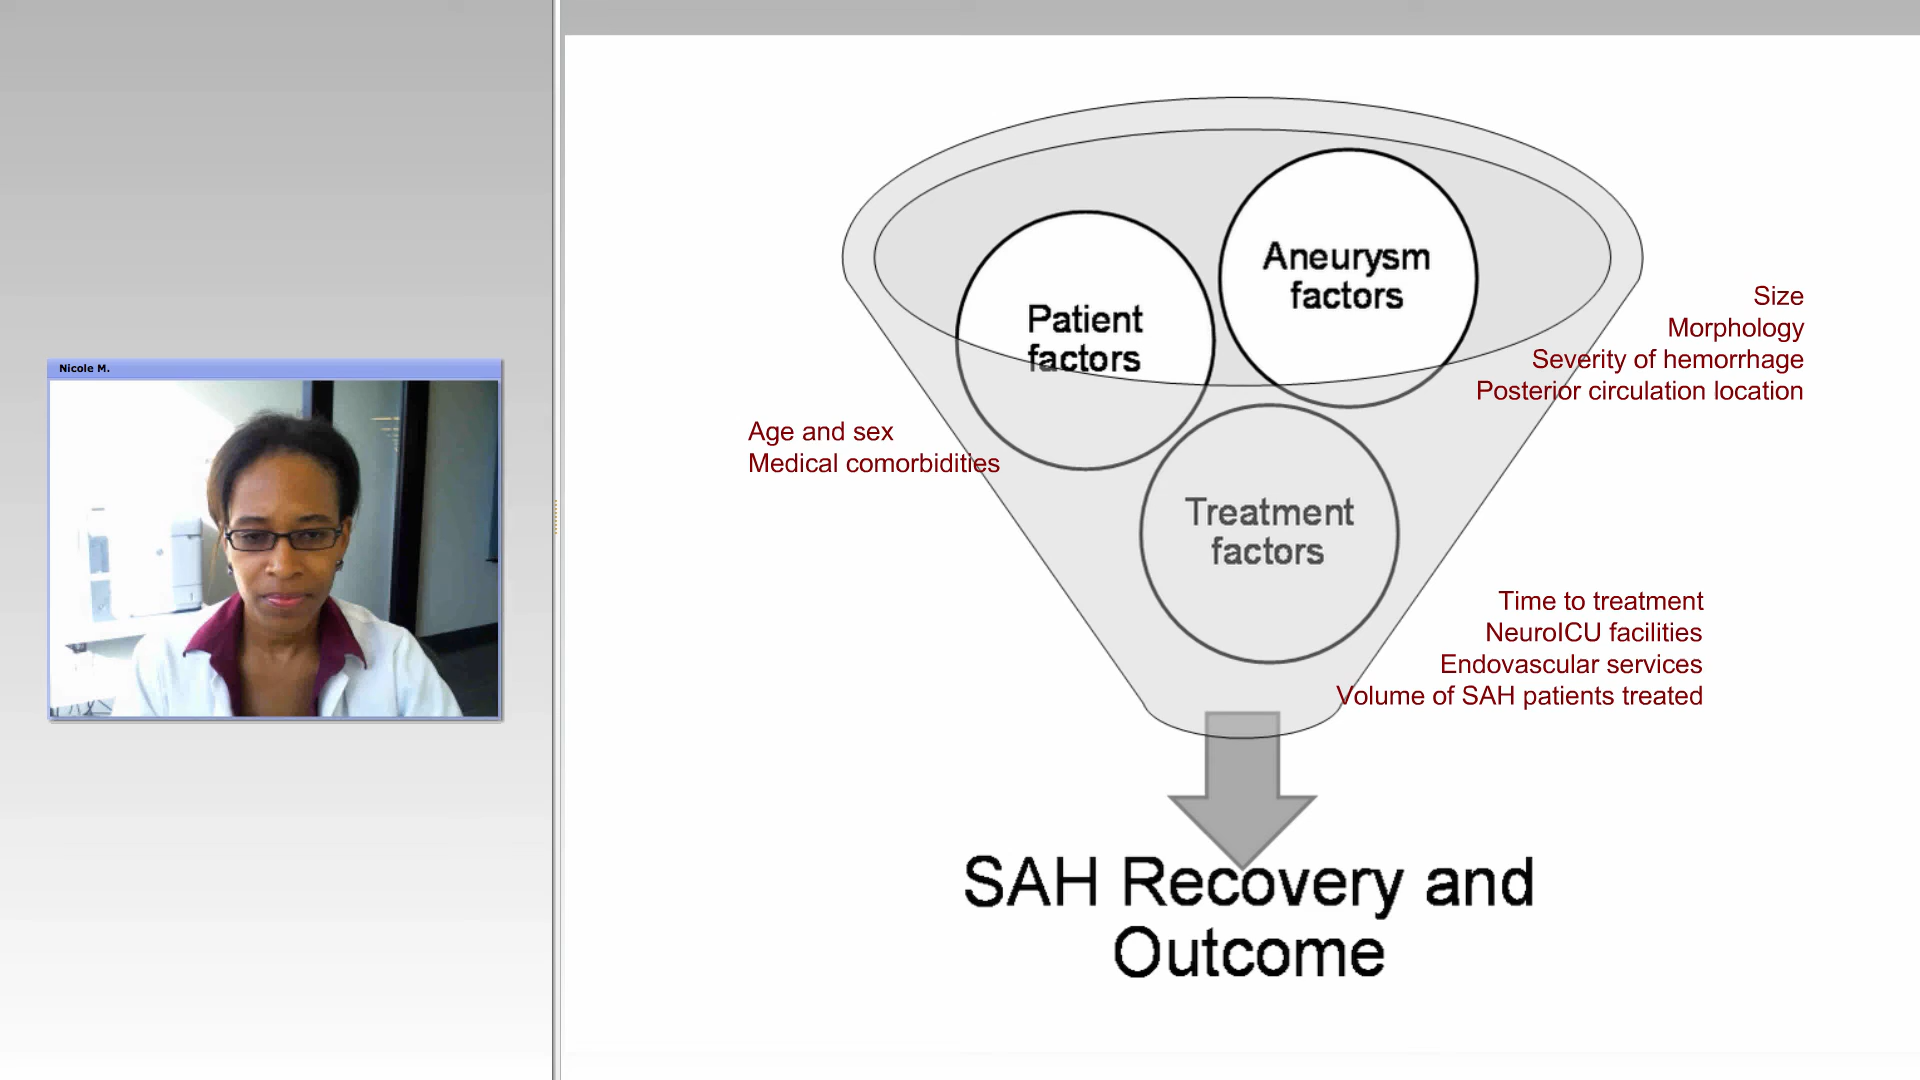 Nicole M.
Patient
factors
Aneurysm
factors
Size
Morphology
Severity of hemorrhage
Posterior circulation location
Age and sex
Medical comorbidities
Treatment
factors
Time to treatment
NeuroICU facilities
Endovascular services
Volume of SAH patients treated
SAH Recovery and
Outcome